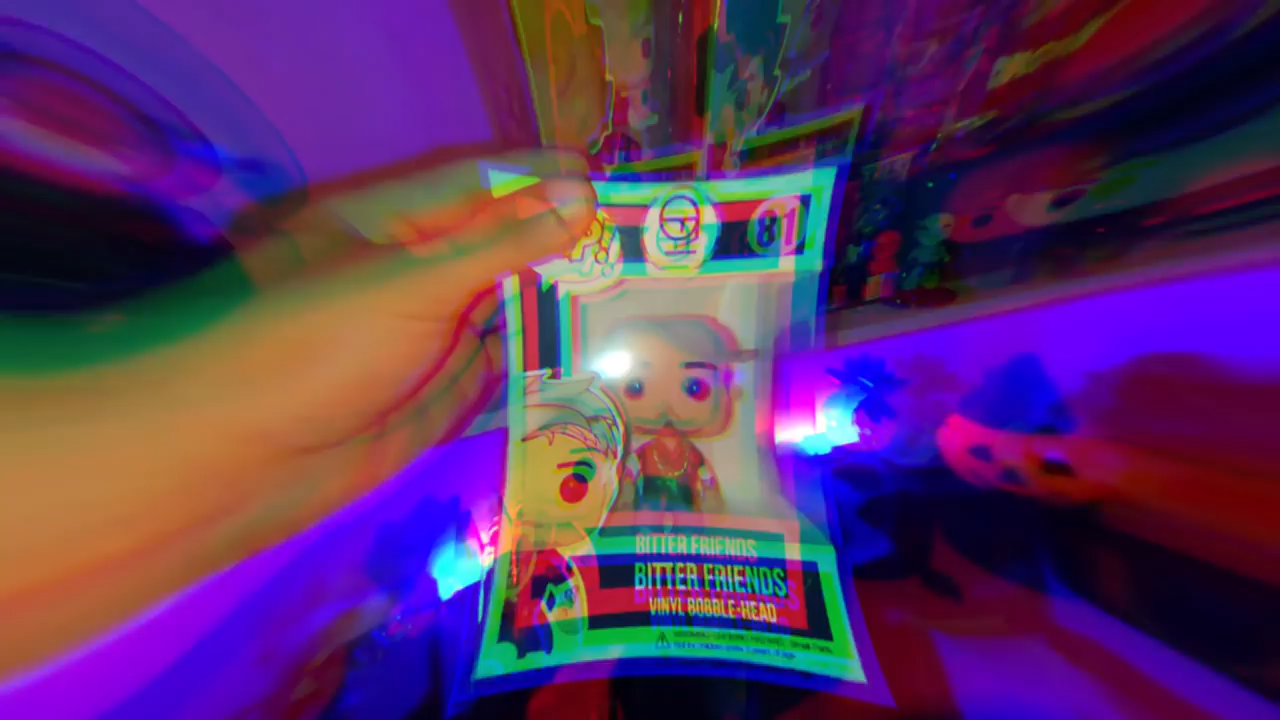 P!
81
BITTER FRIENDS
BITTER FRIENDS
VINYL BOBBLE-HEAD